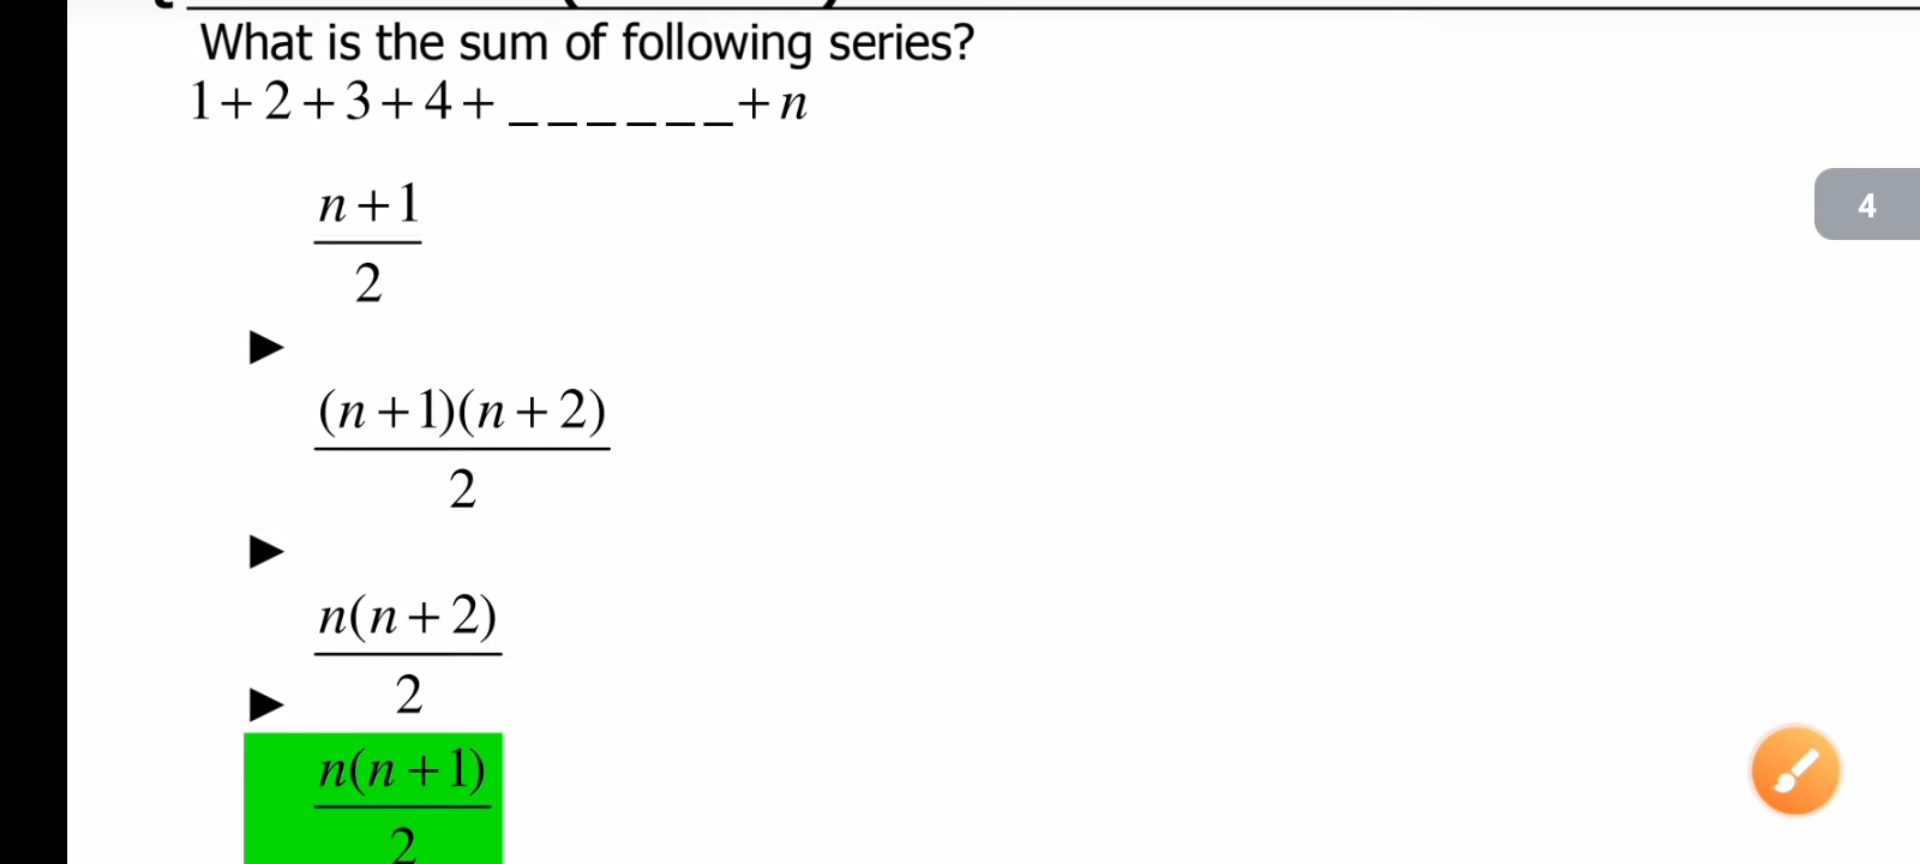 What is the sum of following series?
1+2+3+4+______+n
n+1
2
►
(n+1)(n+2)
2
►
n(n+2)
2
►
n(n+1)
2
4